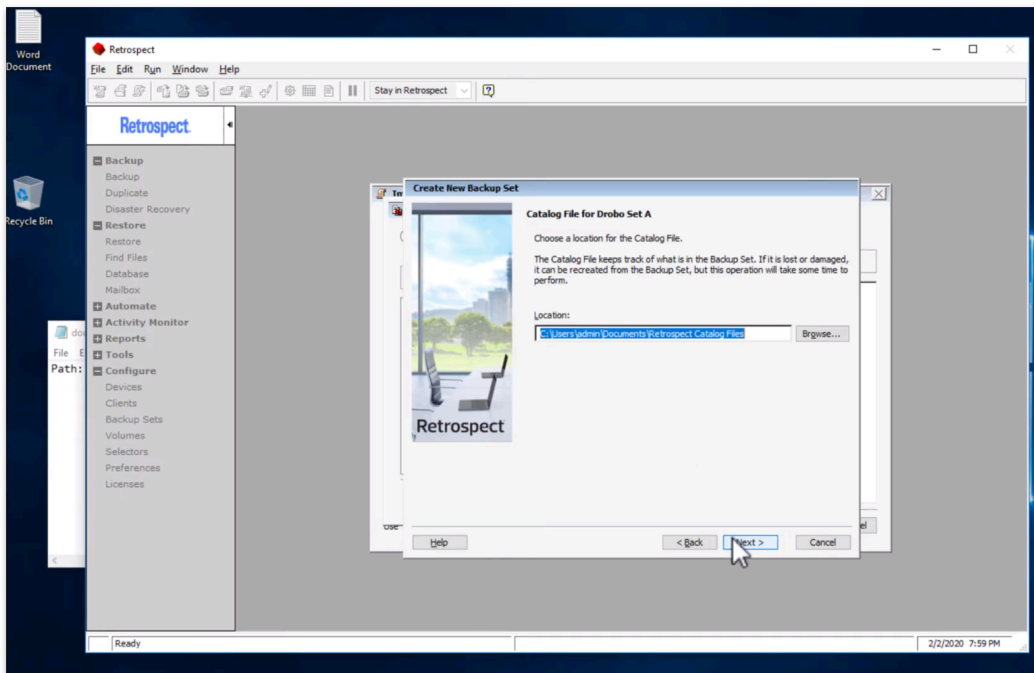 Word
Document
Recycle Bin
Retrospect
File Edit Run Window Help
Stay in Retrospect
Retrospect
Backup
Backup
Duplicate
Disaster Recovery
Restore
Restore
Find Files
Database
Mailbox
Automate
Activity Monitor
Reports
Tools
Configure
Devices
Clients
Backup Sets
Volumes
Selectors
Preferences
Licenses
File E
Path:
Create New Backup Set
Catalog File for Drobo Set A
Choose a location for the Catalog File.
The Catalog File keeps track of what is in the Backup Set. If it is lost or damaged,
it can be recreated from the Backup Set, but this operation will take some time to
perform.
Location:
C:\Users\admin\Documents\Retrospect Catalog Files
Browse...
Retrospect
Help
< Back
Next >
Cancel
Ready
2/2/2020 7:59 PM